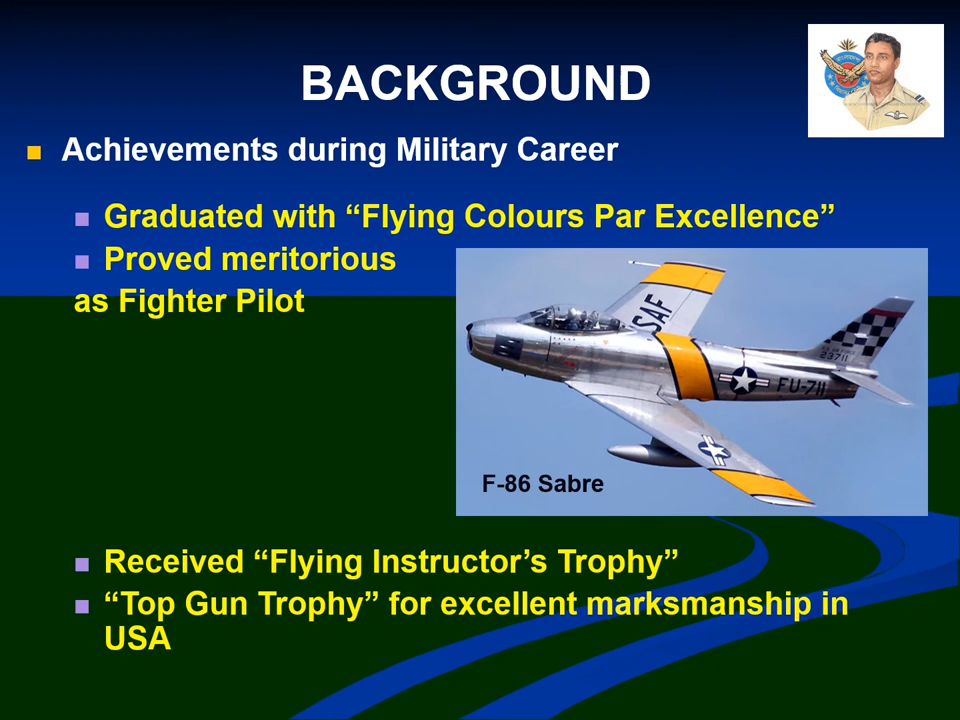 BACKGROUND
Achievements during Military Career
Graduated with “Flying Colours Par Excellence”
Proved meritorious
as Fighter Pilot
SAF
23711
FU-711
F-86 Sabre
Received “Flying Instructor’s Trophy”
“Top Gun Trophy” for excellent marksmanship in
USA